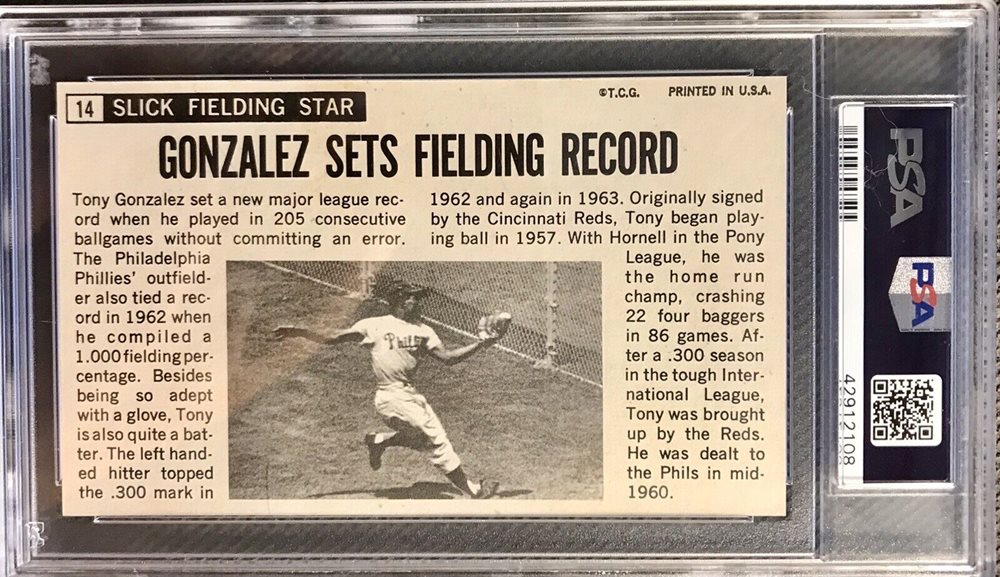 14 SLICK FIELDING STAR
©T.C.G. PRINTED IN U.S.A.
GONZALEZ SETS FIELDING RECORD
Tony Gonzalez set a new major league rec-
ord when he played in 205 consecutive
ballgames without committing an error.
The Philadelphia
Phillies' outfield-
er also tied a rec-
ord in 1962 when
he compiled a
1.000 fielding per-
centage. Besides
being so adept
with a glove, Tony
is also quite a bat-
ter. The left hand-
ed hitter topped
the .300 mark in
1962 and again in 1963. Originally signed
by the Cincinnati Reds, Tony began play-
ing ball in 1957. With Hornell in the Pony
League, he was
the home run
champ, crashing
22 four baggers
in 86 games. Af-
ter a .300 season
in the tough Inter-
national League,
Tony was brought
up by the Reds.
He was dealt to
the Phils in mid-
1960.
Phillies
PSA
PSA
42912108